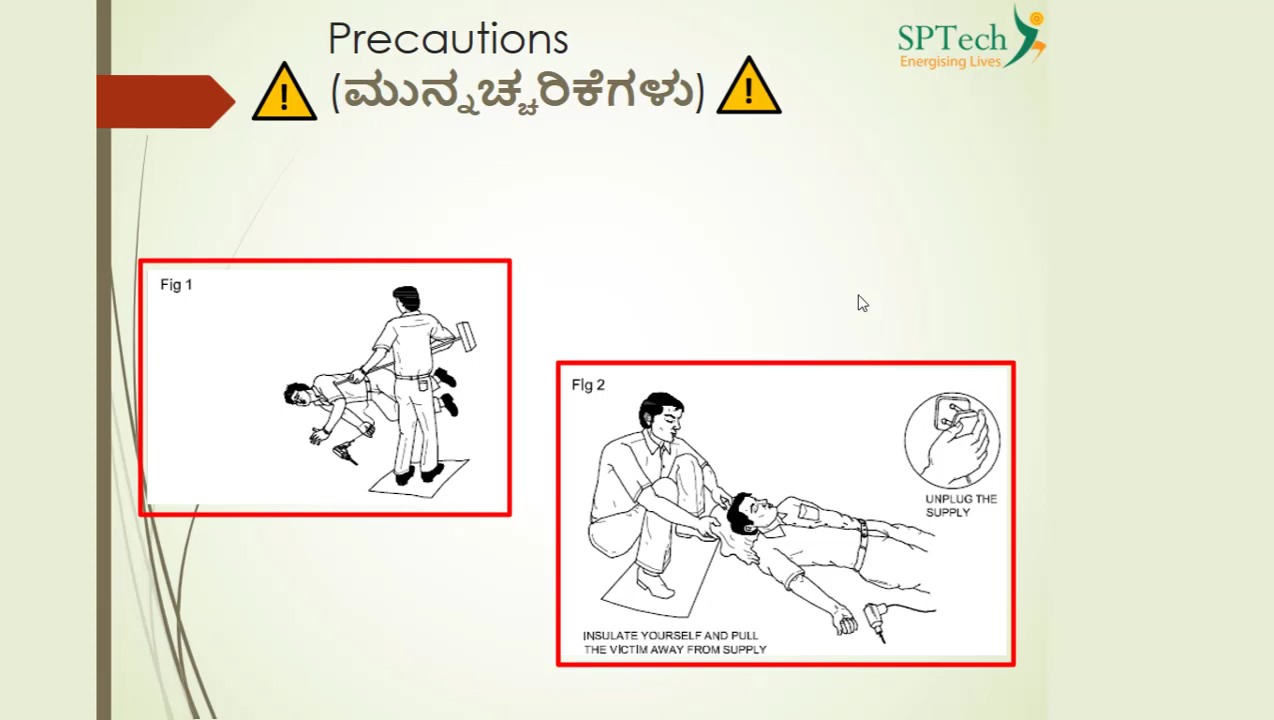 Precautions
(ಮುನ್ನಚ್ಚರಿಕೆಗಳು)
SPTech
Energising Lives
Fig 1
Fig 2
UNPLUG THE
SUPPLY
INSULATE YOURSELF AND PULL
THE VICTIM AWAY FROM SUPPLY